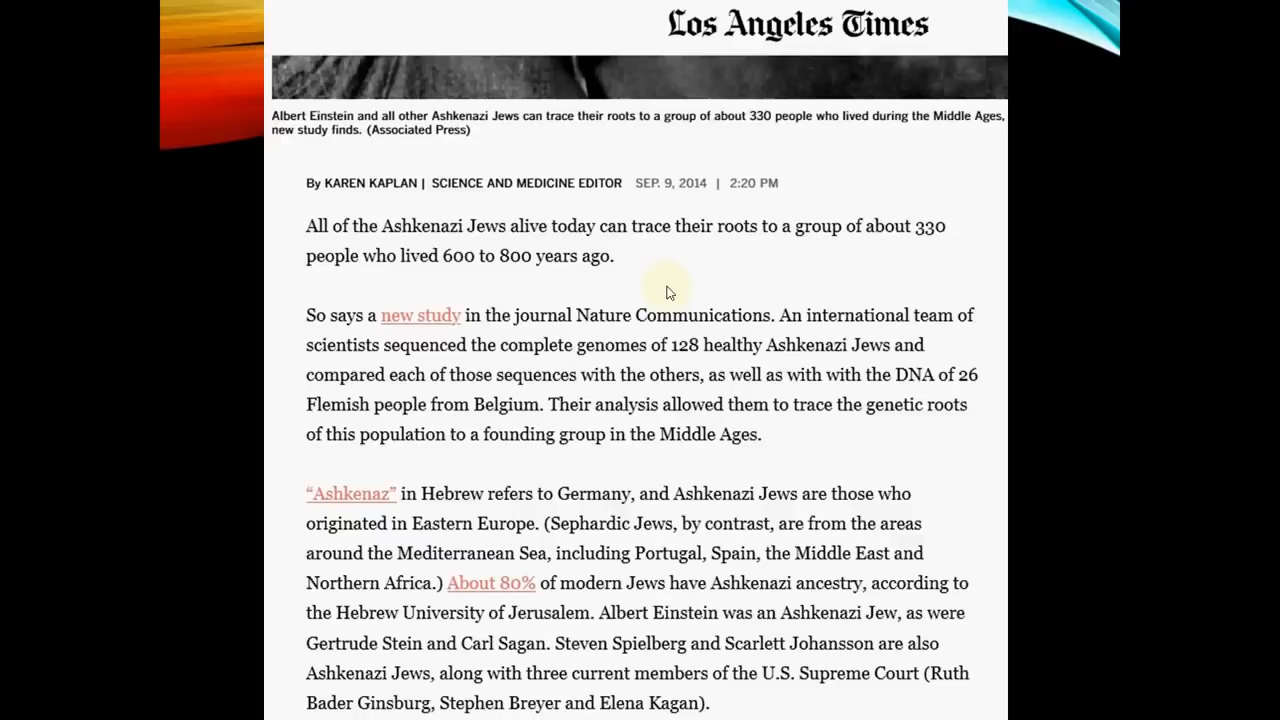 Los Angeles Times
Albert Einstein and all other Ashkenazi Jews can trace their roots to a group of about 330 people who lived during the Middle Ages,
new study finds. (Associated Press)
By KAREN KAPLAN | SCIENCE AND MEDICINE EDITOR SEP. 9, 2014 | 2:20 PM
All of the Ashkenazi Jews alive today can trace their roots to a group of about 330
people who lived 600 to 800 years ago.
So says a new study in the journal Nature Communications. An international team of
scientists sequenced the complete genomes of 128 healthy Ashkenazi Jews and
compared each of those sequences with the others, as well as with with the DNA of 26
Flemish people from Belgium. Their analysis allowed them to trace the genetic roots
of this population to a founding group in the Middle Ages.
“Ashkenaz” in Hebrew refers to Germany, and Ashkenazi Jews are those who
originated in Eastern Europe. (Sephardic Jews, by contrast, are from the areas
around the Mediterranean Sea, including Portugal, Spain, the Middle East and
Northern Africa.) About 80% of modern Jews have Ashkenazi ancestry, according to
the Hebrew University of Jerusalem. Albert Einstein was an Ashkenazi Jew, as were
Gertrude Stein and Carl Sagan. Steven Spielberg and Scarlett Johansson are also
Ashkenazi Jews, along with three current members of the U.S. Supreme Court (Ruth
Bader Ginsburg, Stephen Breyer and Elena Kagan).